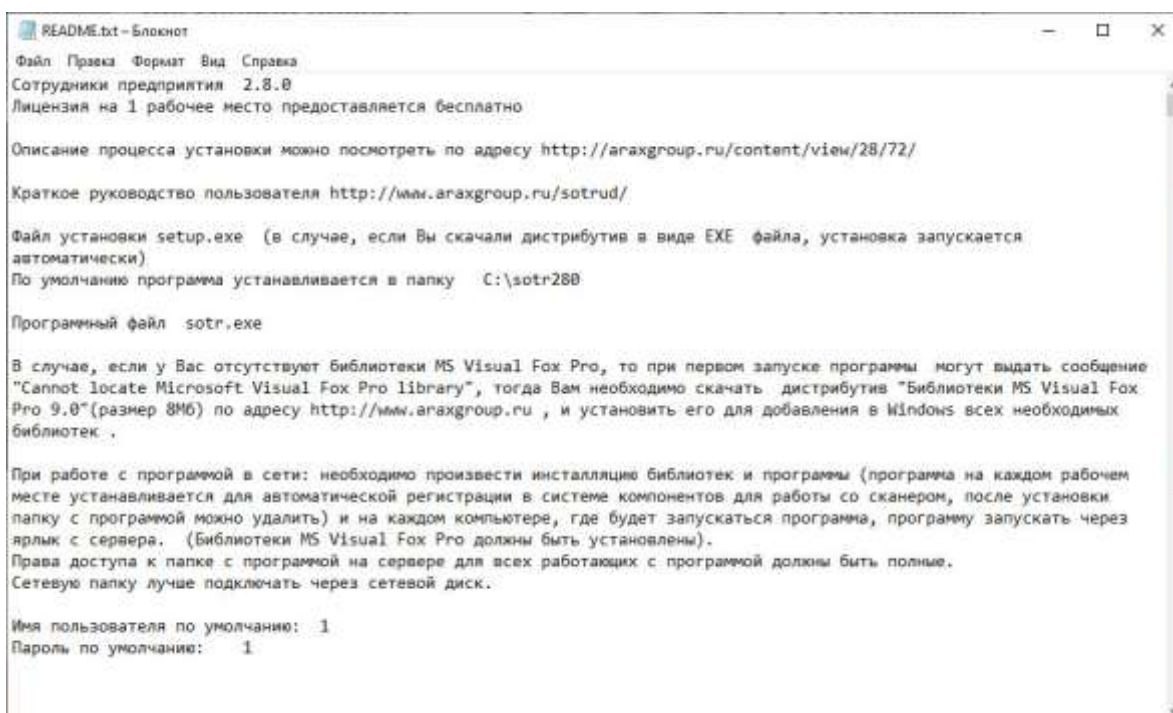 README.txt – Блокнот
Файл Правка Формат Вид Справка
Сотрудники предприятия 2.8.0
Лицензия на 1 рабочее место предоставляется бесплатно
Описание процесса установки можно посмотреть по адресу http://araxgroup.ru/content/view/28/72/
Краткое руководство пользователя http://www.araxgroup.ru/sotrud/
Файл установки setup.exe (в случае, если Вы скачали дистрибутив в виде EXE файла, установка запускается
автоматически)
По умолчанию программа устанавливается в папку C:\sotr280
Программный файл sotr.exe
В случае, если у Вас отсутствуют библиотеки MS Visual Fox Pro, то при первом запуске программы могут выдать сообщение
"Cannot locate Microsoft Visual Fox Pro library", тогда Вам необходимо скачать дистрибутив "Библиотеки MS Visual Fox
Pro 9.0"(размер 8Мб) по адресу http://www.araxgroup.ru , и установить его для добавления в Windows всех необходимых
библиотек .
При работе с программой в сети: необходимо произвести инсталляцию библиотек и программы (программа на каждом рабочем
месте устанавливается для автоматической регистрации в системе компонентов для работы со сканером, после установки
папку с программой можно удалить) и на каждом компьютере, где будет запускаться программа, программу запускать через
ярлык с сервера. (Библиотеки MS Visual Fox Pro должны быть установлены).
Права доступа к папке с программой на сервере для всех работающих с программой должны быть полные.
Сетевую папку лучше подключать через сетевой диск.
Имя пользователя по умолчанию: 1
Пароль по умолчанию: 1